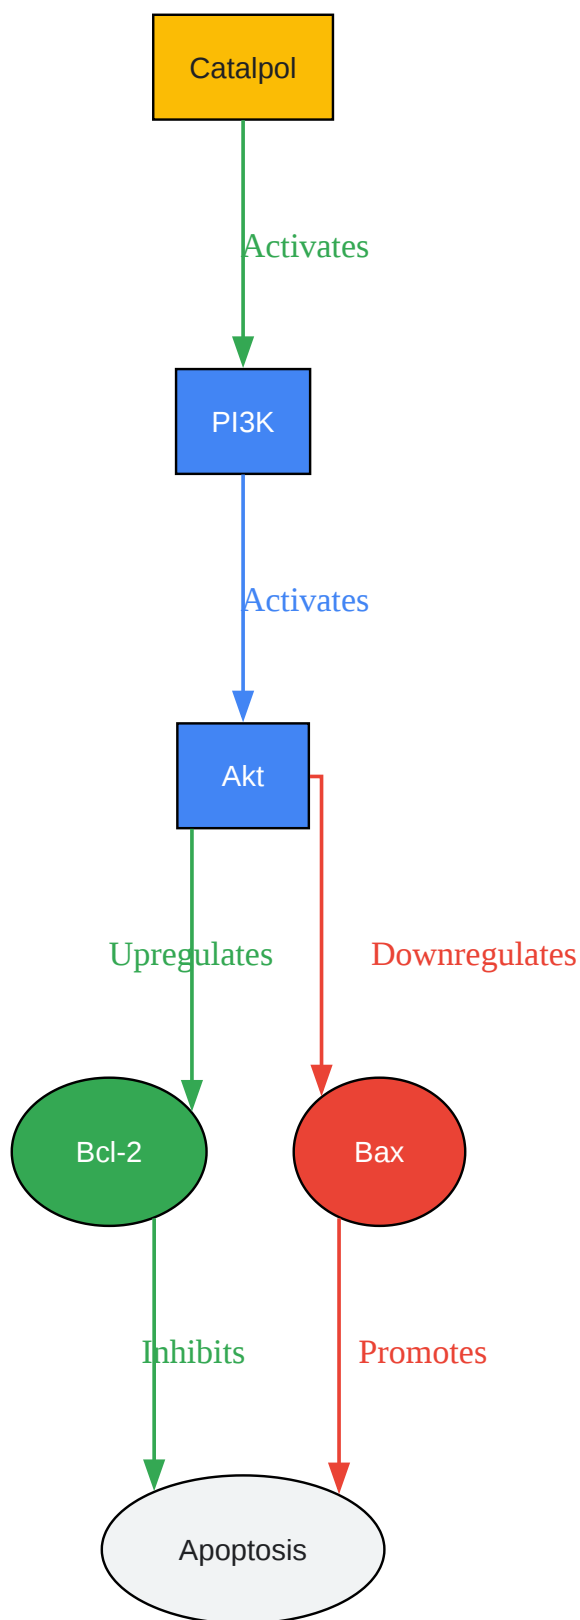 Catalpol
Activates
PI3K
Activates
Akt
Upregulates
Downregulates
Bcl-2
Bax
Inhibits
Promotes
Apoptosis